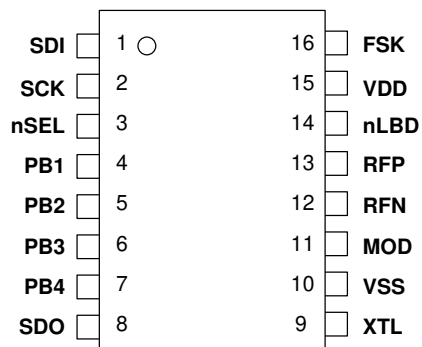 SDI 1 16 FSK
SCK 2 15 VDD
nSEL 3 14 nLBD
PB1 4 13 RFP
PB2 5 12 RFN
PB3 6 11 MOD
PB4 7 10 VSS
SDO 8 9 XTL